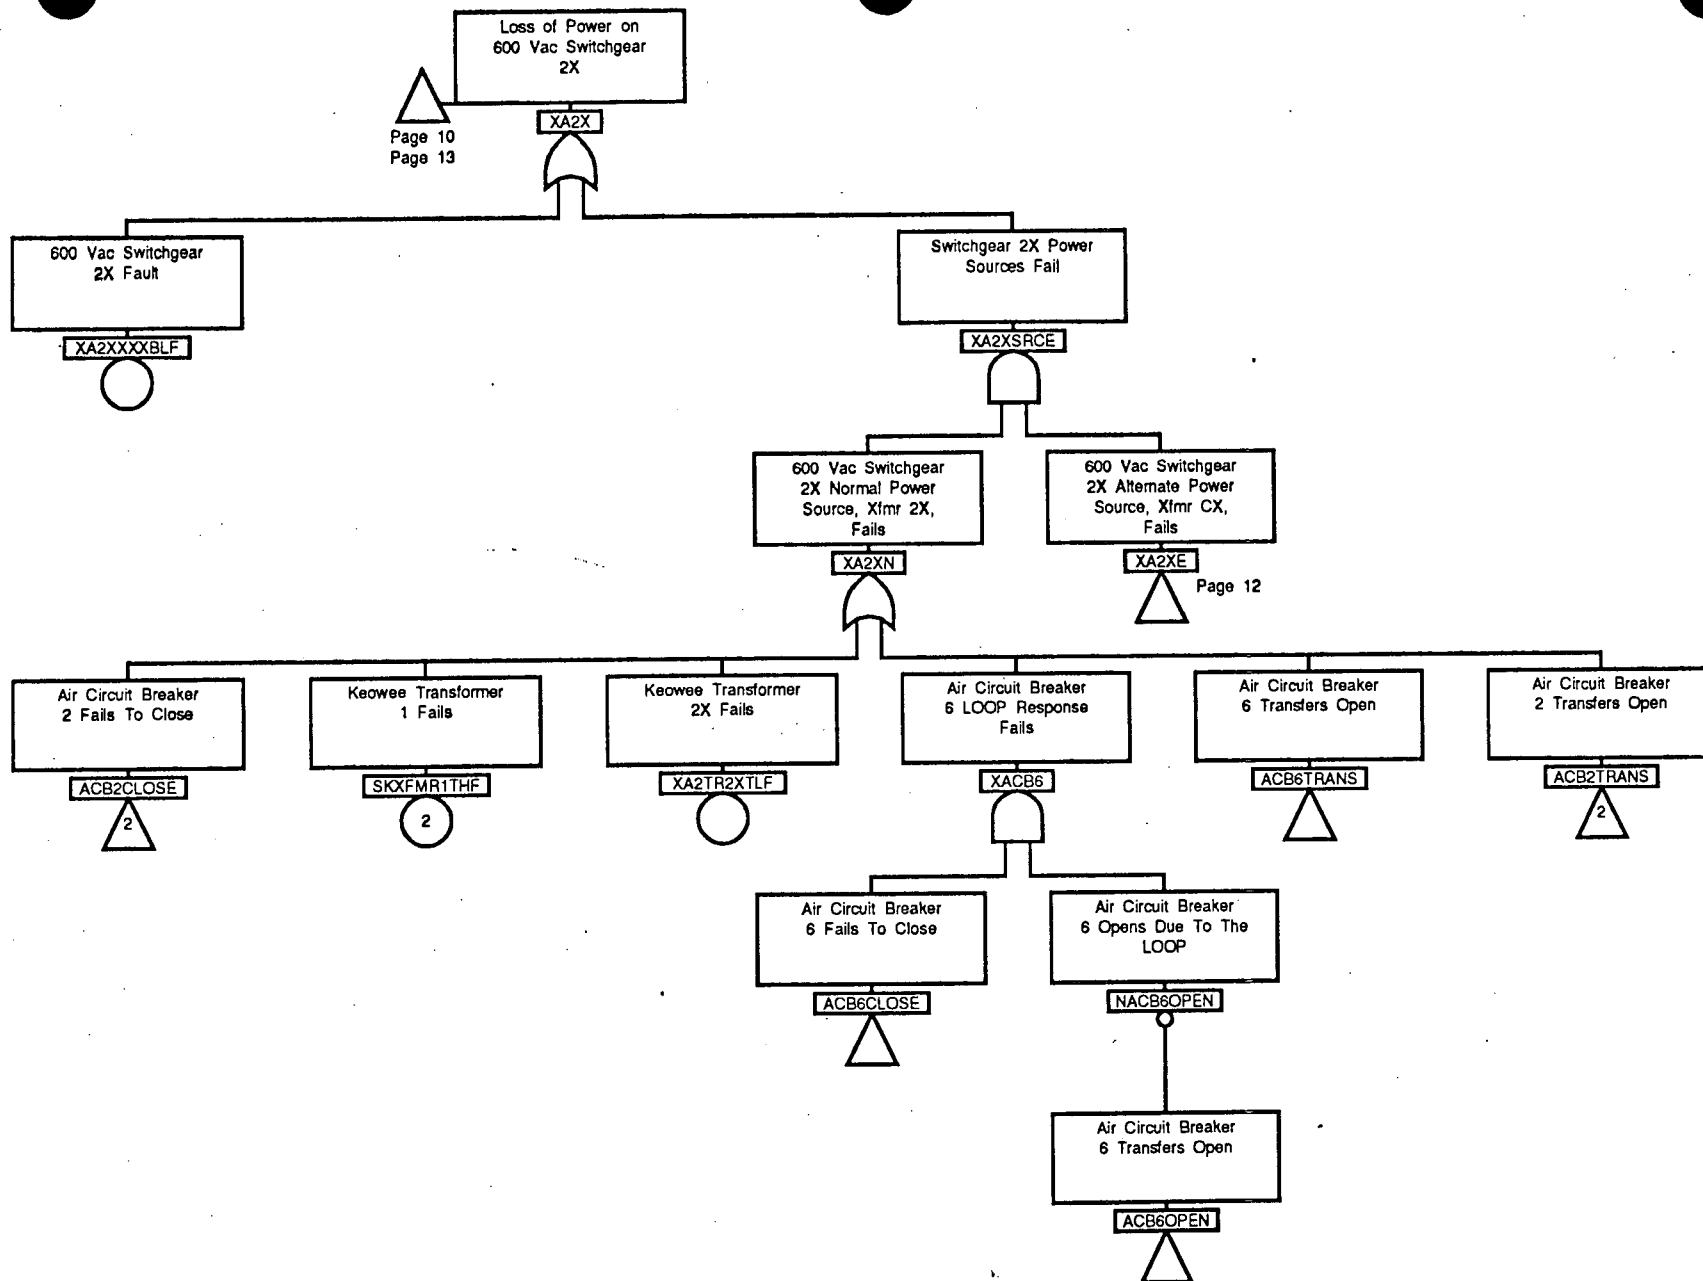 Loss of Power on
600 Vac Switchgear
2X
XA2X
Page 10
Page 13
600 Vac Switchgear
2X Fault
XA2XXXXBLF
Switchgear 2X Power
Sources Fail
XA2XSRCE
600 Vac Switchgear
2X Normal Power
Source, Xfmr 2X,
Fails
XA2XN
600 Vac Switchgear
2X Alternate Power
Source, Xfmr CX,
Fails
XA2XE
Page 12
Air Circuit Breaker
2 Fails To Close
ACB2CLOSE
2
Keowee Transformer
1 Fails
SKXFMR1THF
2
Keowee Transformer
2X Fails
XA2TR2XTLF
Air Circuit Breaker
6 LOOP Response
Fails
XACB6
Air Circuit Breaker
6 Transfers Open
ACB6TRANS
Air Circuit Breaker
2 Transfers Open
ACB2TRANS
2
Air Circuit Breaker
6 Fails To Close
ACB6CLOSE
Air Circuit Breaker
6 Opens Due To The
LOOP
NACB6OPEN
Air Circuit Breaker
6 Transfers Open
ACB6OPEN